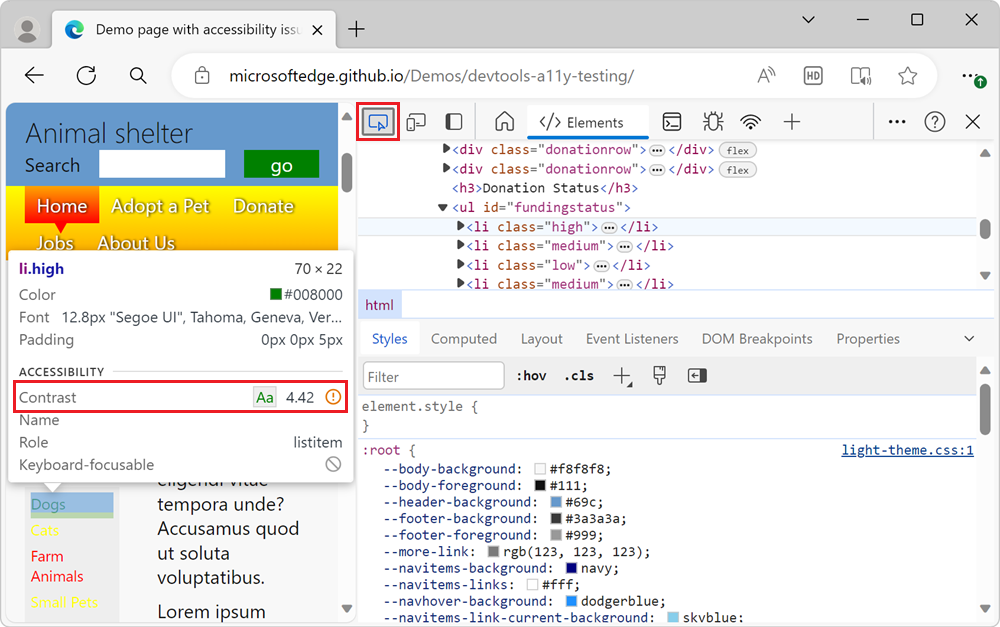 Demo page with accessibility issu
microsoftedge.github.io/Demos/devtools-a11y-testing/
A
HD
Animal shelter
Search
go
Home Adopt a Pet Donate
Jobs About Us
li.high 70 × 22
Color #008000
Font 12.8px "Segoe UI", Tahoma, Geneva, Ver...
Padding 0px 0px 5px
ACCESSIBILITY
Contrast Aa 4.42
Name
Role listitem
Keyboard-focusable
Dogs
Cats
Farm
Animals
Small Pets
eligendi vitae
tempora unde?
Accusamus quod
ut soluta
voluptatibus.
Lorem ipsum
</> Elements
<div class="donationrow">…</div> flex
<div class="donationrow">…</div> flex
<h3>Donation Status</h3>
<ul id="fundingstatus">
<li class="high">…</li>
<li class="medium">…</li>
<li class="low">…</li>
<li class="medium">…</li>
html
Styles Computed Layout Event Listeners DOM Breakpoints Properties
Filter :hov .cls
element.style {
}
:root { light-theme.css:1
--body-background: #f8f8f8;
--body-foreground: #111;
--header-background: #69c;
--footer-background: #3a3a3a;
--footer-foreground: #999;
--more-link: rgb(123, 123, 123);
--navitems-background: navy;
--navitems-links: #fff;
--navhover-background: dodgerblue;
--navitems-link-current-background: skyblue;